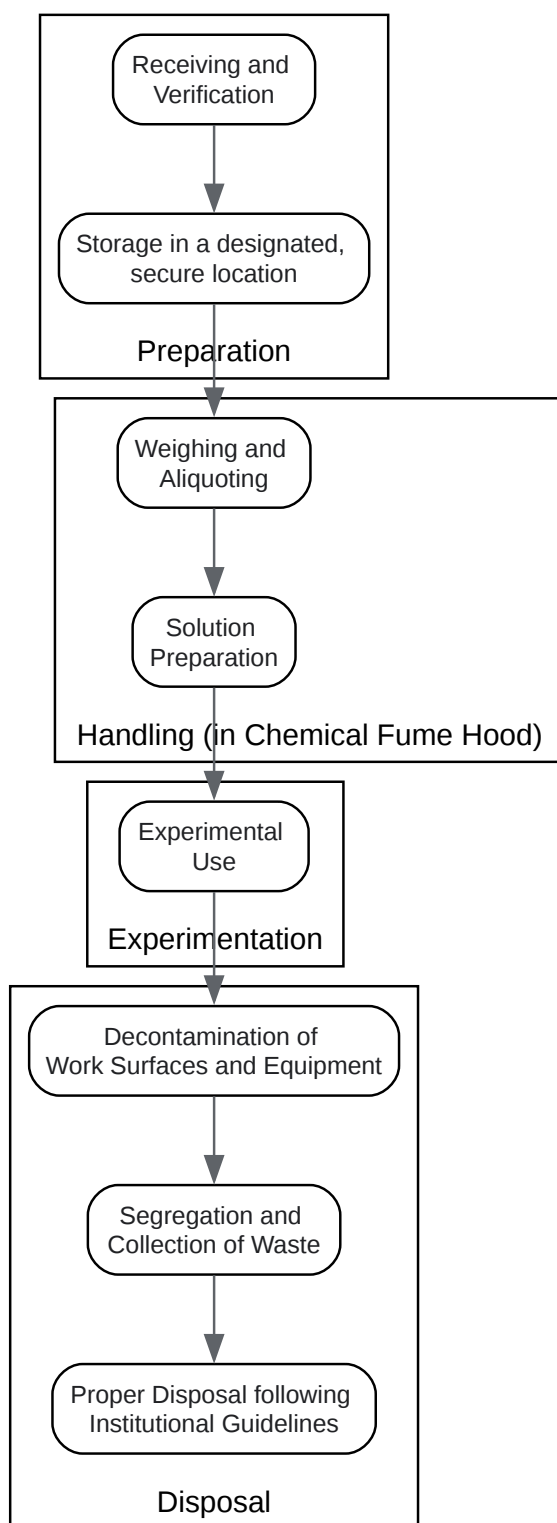 Receiving and
Verification
Storage in a designated,
secure location
Preparation
Weighing and
Aliquoting
Solution
Preparation
Handling (in Chemical Fume Hood)
Experimental
Use
Experimentation
Decontamination of
Work Surfaces and Equipment
Segregation and
Collection of Waste
Proper Disposal following
Institutional Guidelines
Disposal